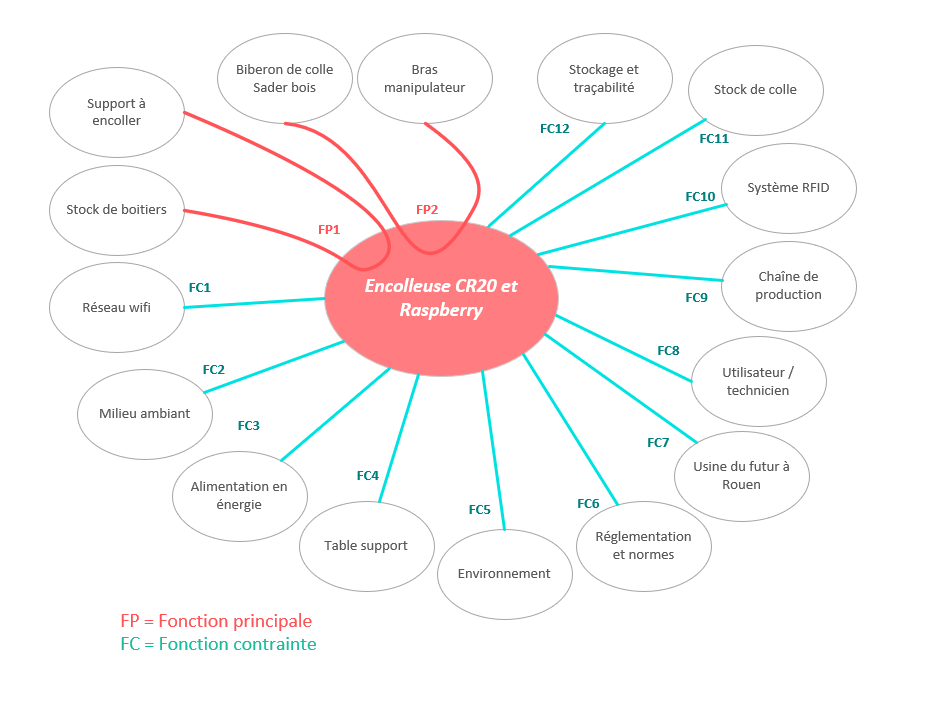 Biberon de colle
Sader bois
Bras
manipulateur
Stockage et
traçabilité
Stock de colle
Support à
encoller
FC12
FC11
Système RFID
FC10
Stock de boitiers
FP1
FP2
Chaîne de
production
FC9
Encolleuse CR20 et
Raspberry
FC1
Réseau wifi
FC8
Utilisateur /
technicien
FC2
Milieu ambiant
FC3
FC7
Usine du futur à
Rouen
Alimentation en
énergie
FC4
FC5
FC6
Table support
Environnement
Réglementation
et normes
FP = Fonction principale
FC = Fonction contrainte